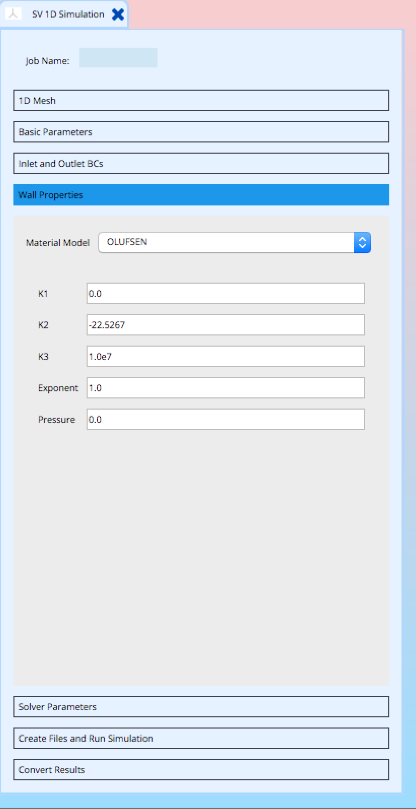 SV 1D Simulation
Job Name:
1D Mesh
Basic Parameters
Inlet and Outlet BCs
Wall Properties
Material Model OLUFSEN
K1 0.0
K2 -22.5267
K3 1.0e7
Exponent 1.0
Pressure 0.0
Solver Parameters
Create Files and Run Simulation
Convert Results